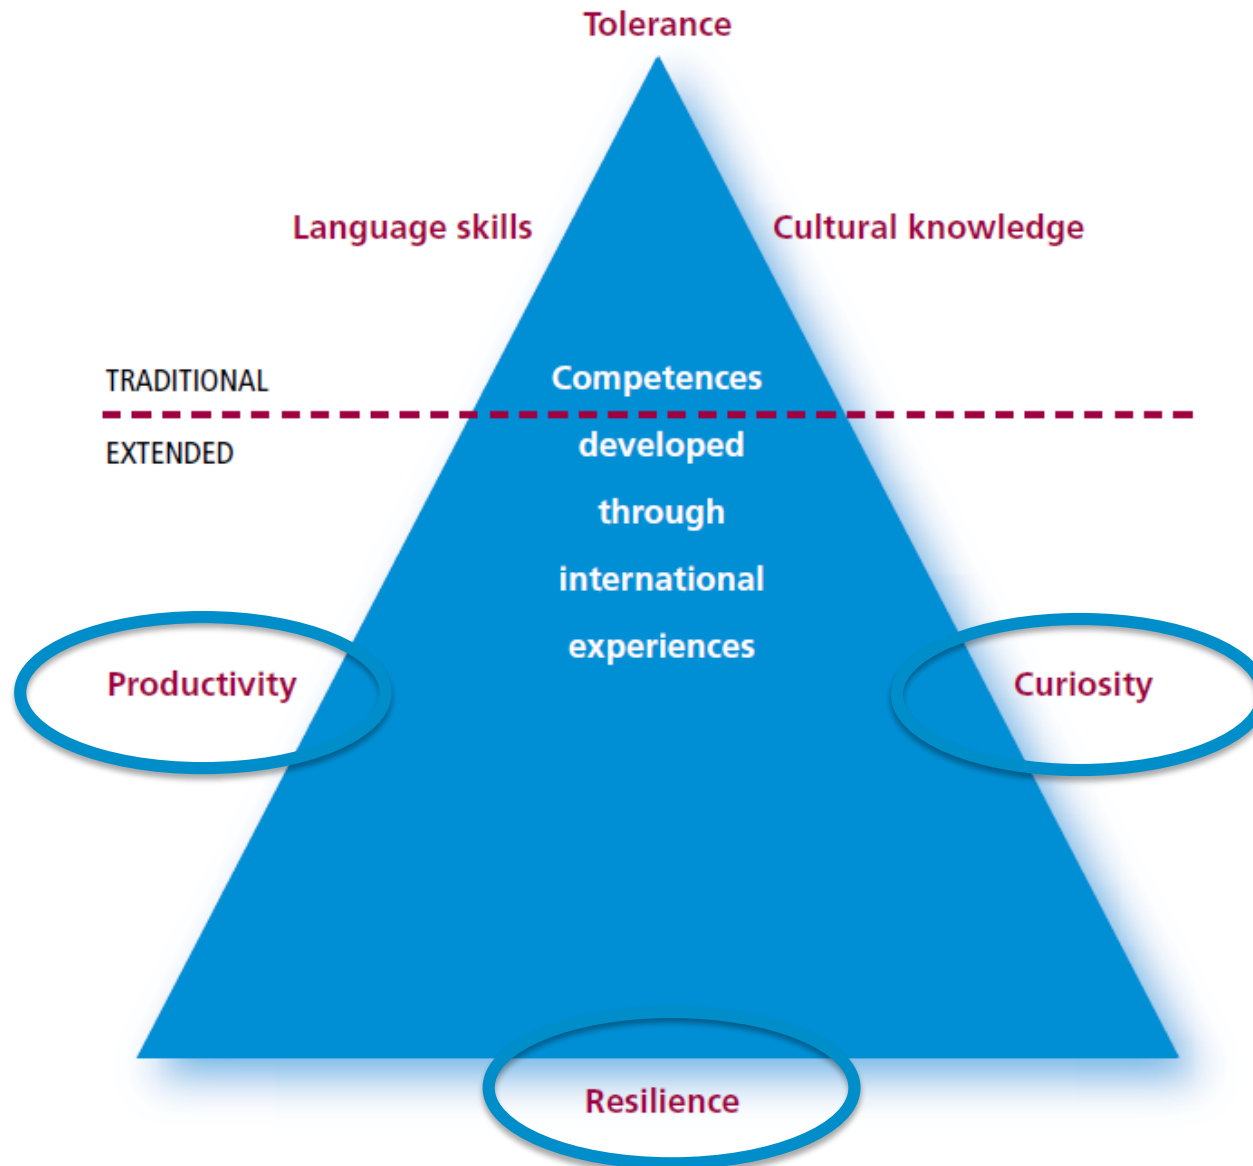 Tolerance
Language skills
Cultural knowledge
TRADITIONAL
Competences
EXTENDED
developed
through
international
experiences
Productivity
Curiosity
Resilience